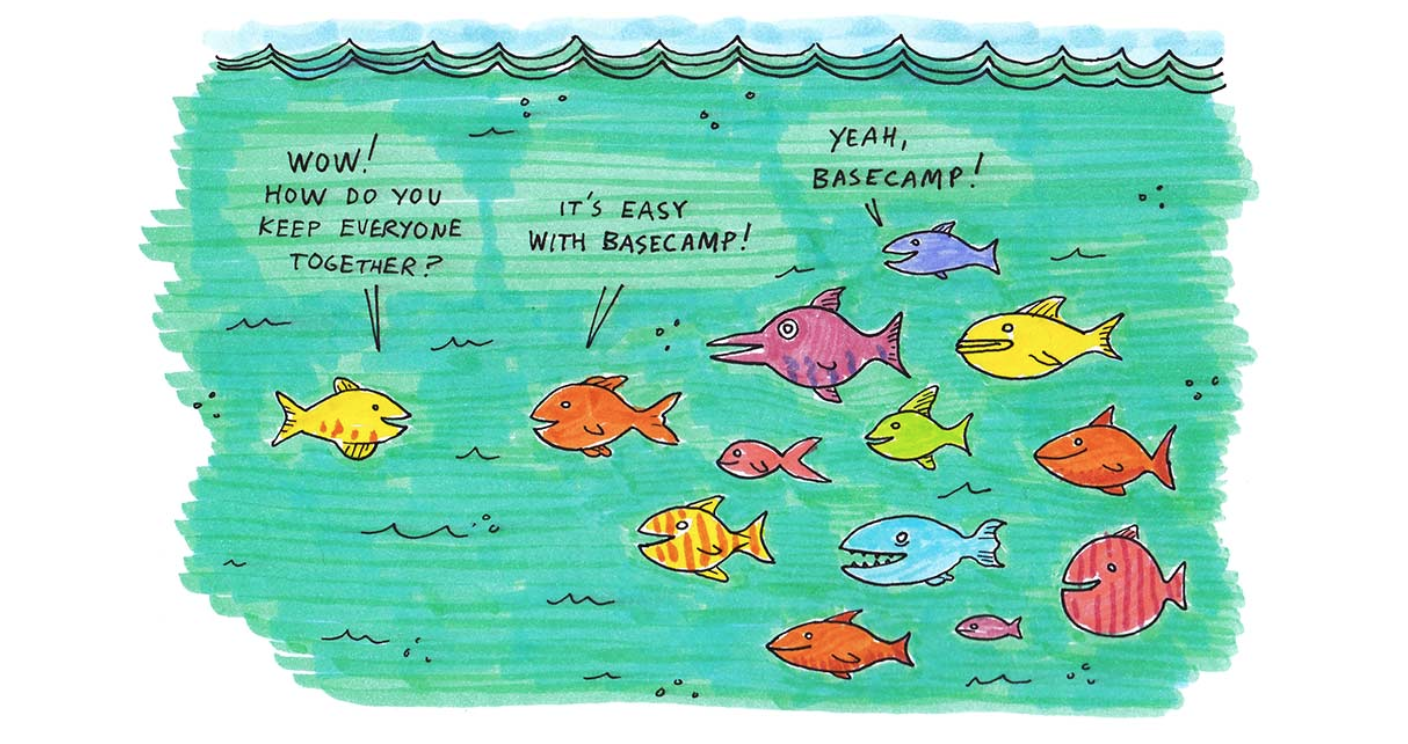 WOW!
HOW DO YOU
KEEP EVERYONE
TOGETHER?
IT'S EASY
WITH BASECAMP!
YEAH,
BASECAMP!